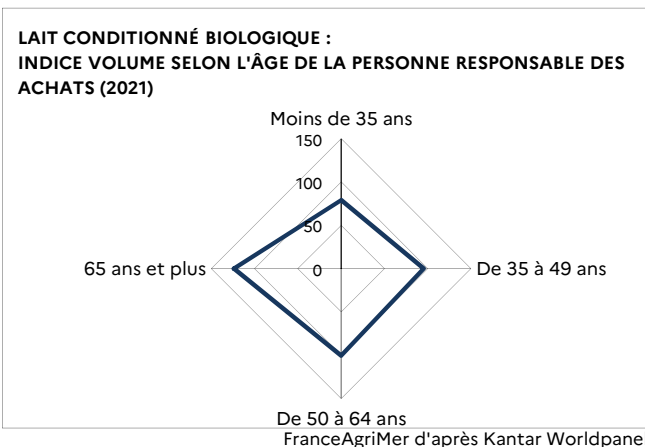 LAIT CONDITIONNÉ BIOLOGIQUE :
INDICE VOLUME SELON L'ÂGE DE LA PERSONNE RESPONSABLE DES
ACHATS (2021)
Moins de 35 ans
150
100
50
0
65 ans et plus
De 35 à 49 ans
De 50 à 64 ans
FranceAgriMer d'après Kantar Worldpane